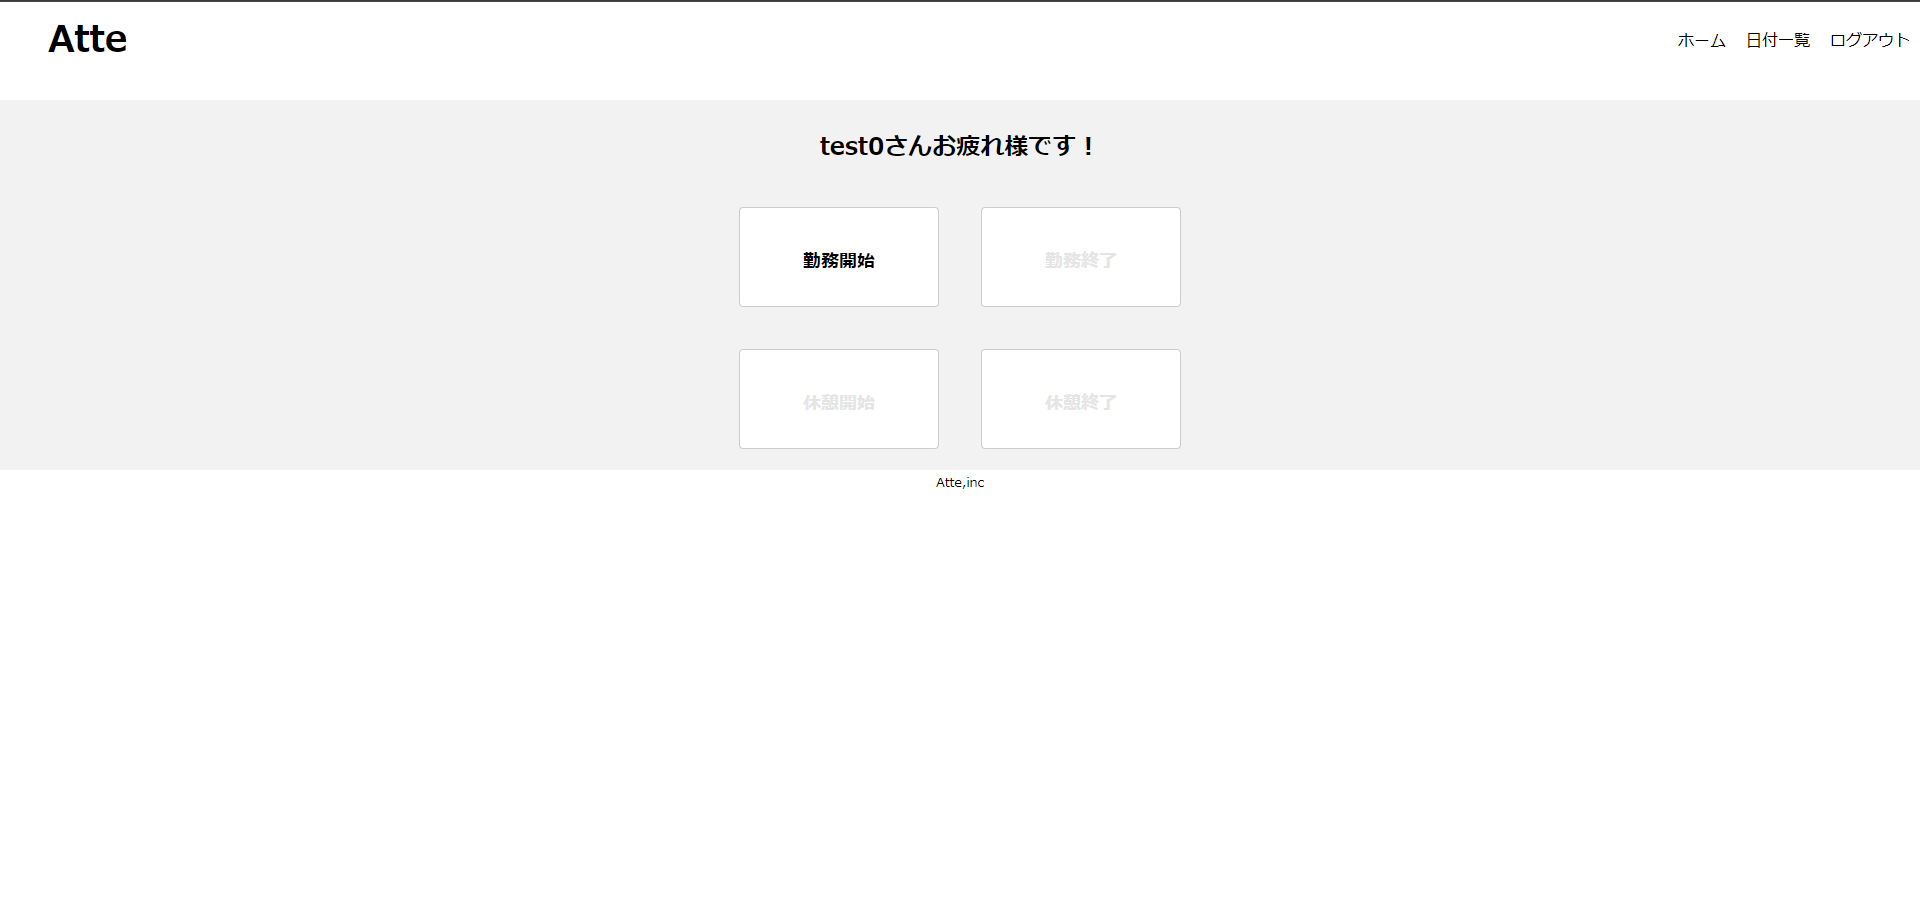 Atte
ホーム 日付一覧 ログアウト
test0さんお疲れ様です！
勤務開始
勤務終了
休憩開始
休憩終了
Atte,inc